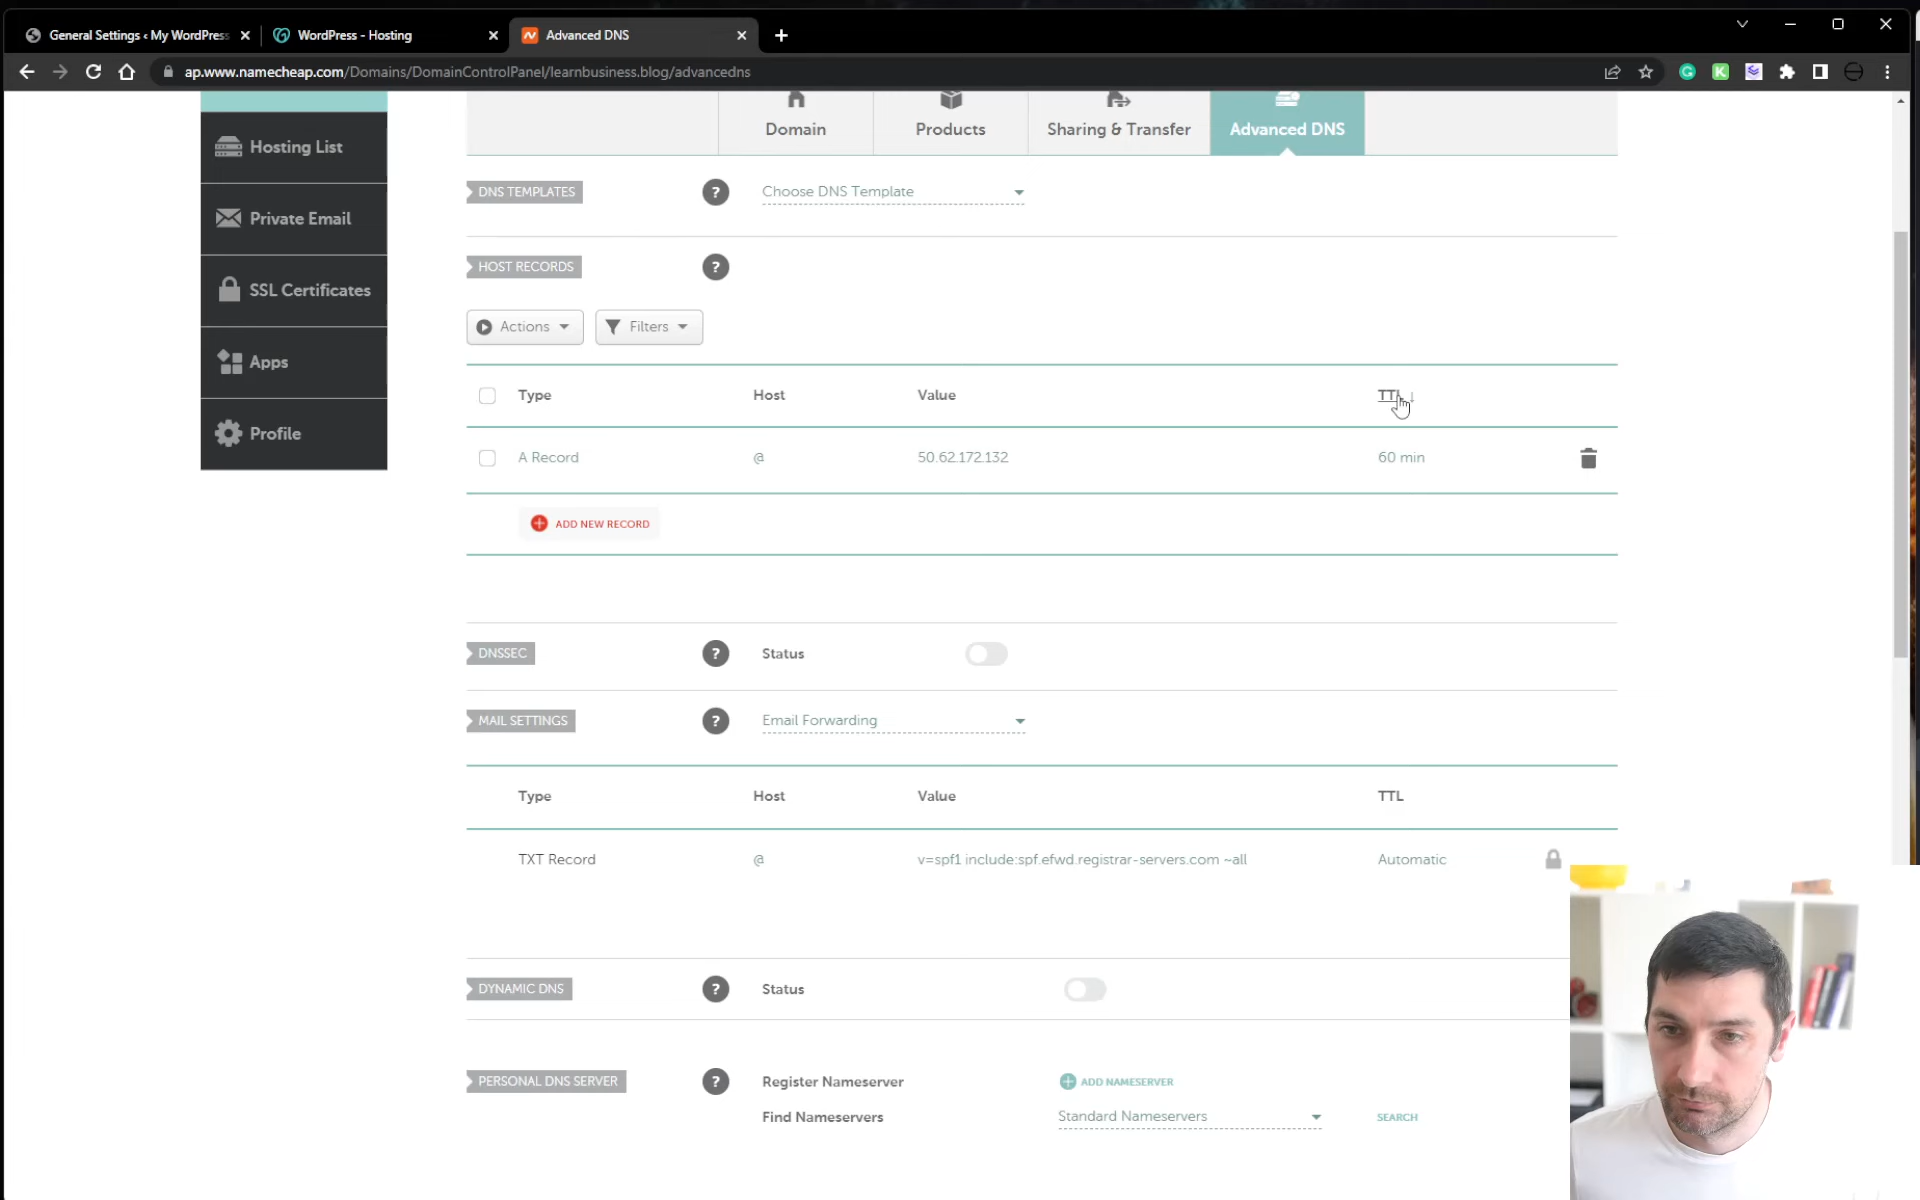 General Settings ‹ My WordPress
WordPress - Hosting
Advanced DNS
ap.www.namecheap.com/Domains/DomainControlPanel/learnbusiness.blog/advancedns
Domain
Products
Sharing & Transfer
Advanced DNS
Hosting List
Private Email
SSL Certificates
Apps
Profile
DNS TEMPLATES
?
Choose DNS Template
HOST RECORDS
?
Actions
Filters
Type
Host
Value
TTL
A Record
@
50.62.172.132
60 min
ADD NEW RECORD
DNSSEC
?
Status
MAIL SETTINGS
?
Email Forwarding
Type
Host
Value
TTL
TXT Record
@
v=spf1 include:spf.efwd.registrar-servers.com ~all
Automatic
DYNAMIC DNS
?
Status
PERSONAL DNS SERVER
?
Register Nameserver
ADD NAMESERVER
Find Nameservers
Standard Nameservers
SEARCH